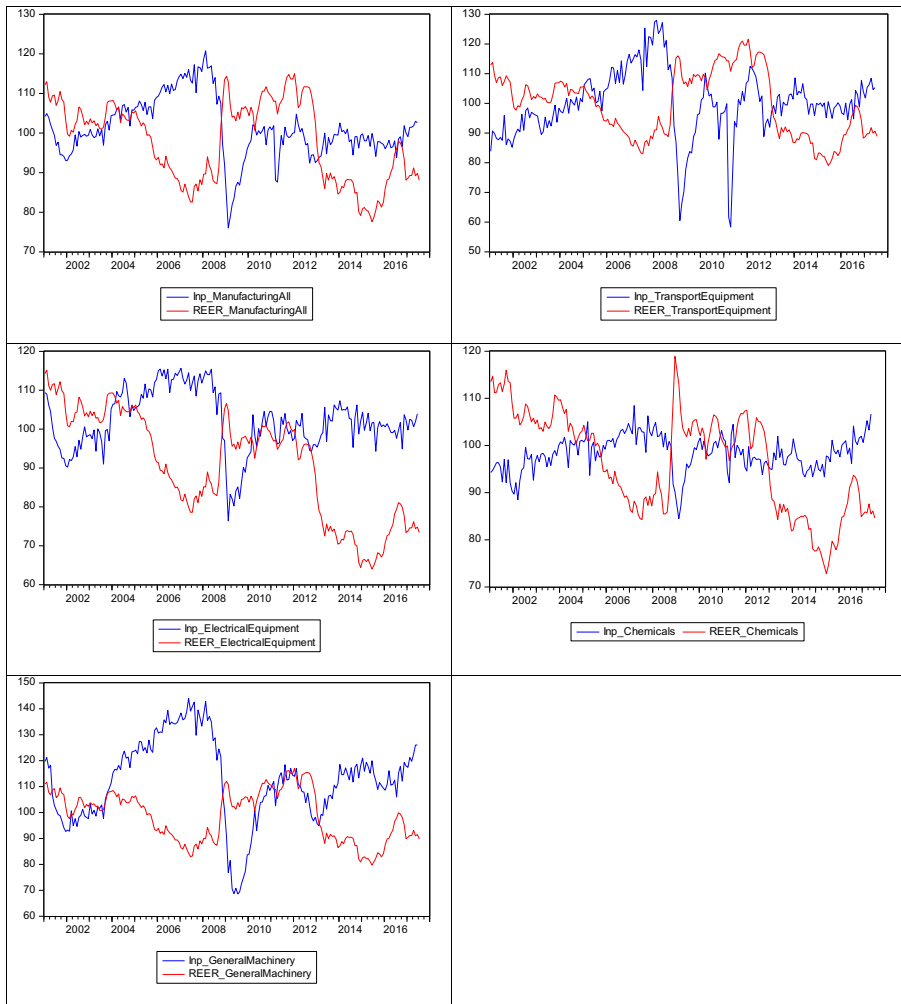 130
120
110
100
90
80
70
2002 2004 2006 2008 2010 2012 2014 2016
Inp_ManufacturingAll
REER_ManufacturingAll
130
120
110
100
90
80
70
60
50
2002 2004 2006 2008 2010 2012 2014 2016
Inp_TransportEquipment
REER_TransportEquipment
120
110
100
90
80
70
60
2002 2004 2006 2008 2010 2012 2014 2016
Inp_ElectricalEquipment
REER_ElectricalEquipment
120
110
100
90
80
70
2002 2004 2006 2008 2010 2012 2014 2016
Inp_Chemicals REER_Chemicals
150
140
130
120
110
100
90
80
70
60
2002 2004 2006 2008 2010 2012 2014 2016
Inp_GeneralMachinery
REER_GeneralMachinery